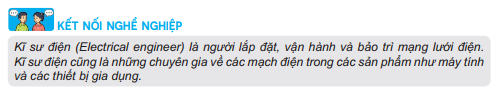 KẾT NỐI NGHỀ NGHIỆP
Kĩ sư điện (Electrical engineer) là người lắp đặt, vận hành và bảo trì mạng lưới điện.
Kĩ sư điện cũng là những chuyên gia về các mạch điện trong các sản phẩm như máy tính
và các thiết bị gia dụng.